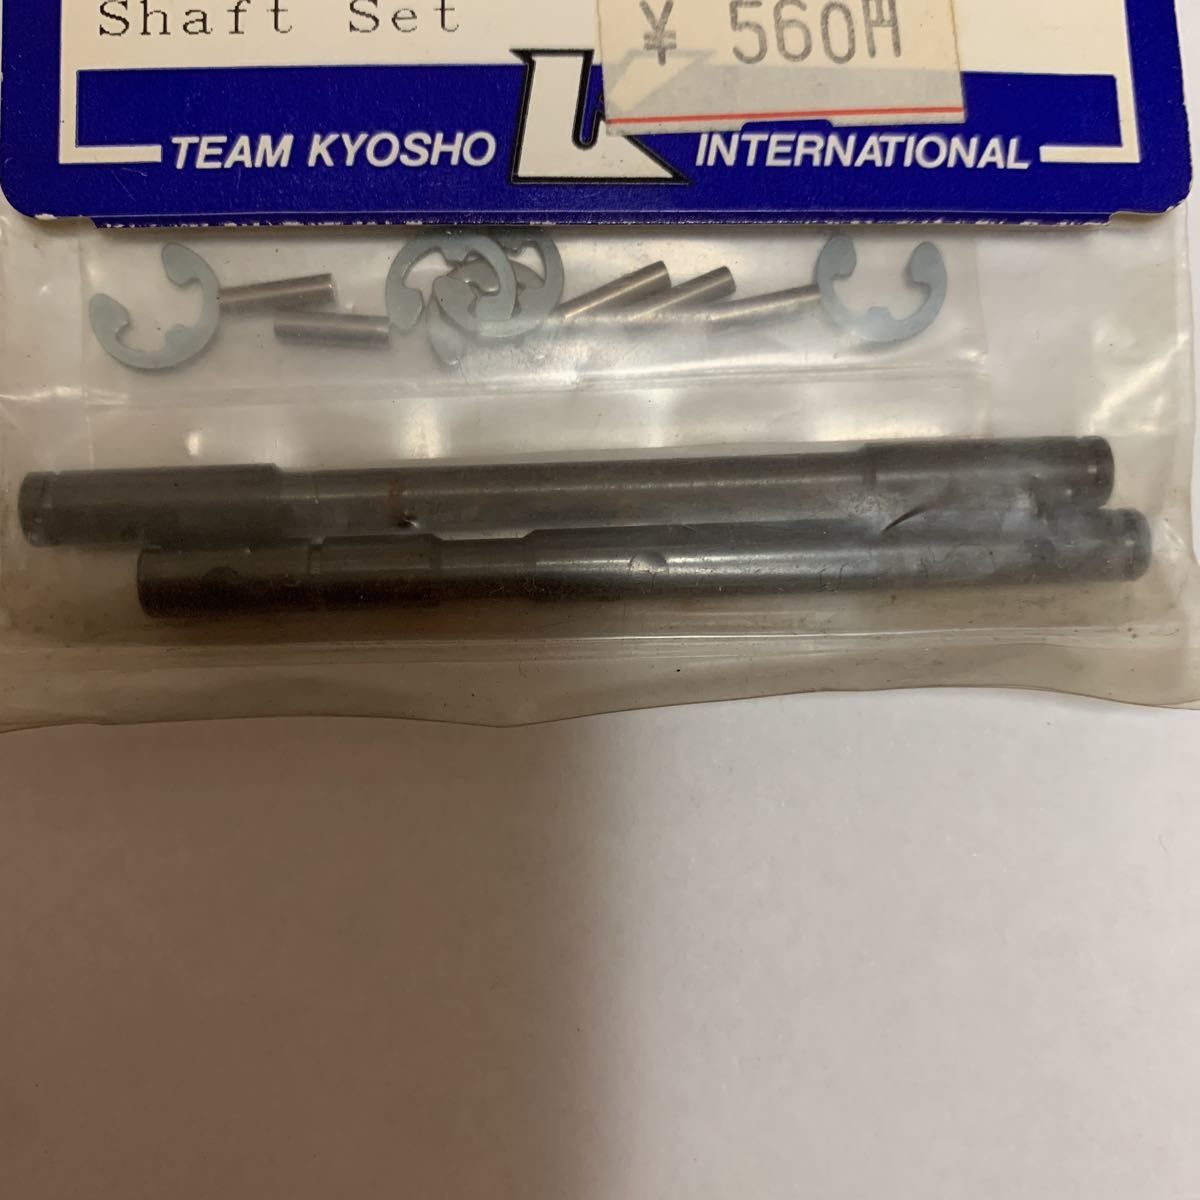 Shaft Set
¥ 560円
TEAM KYOSHO INTERNATIONAL